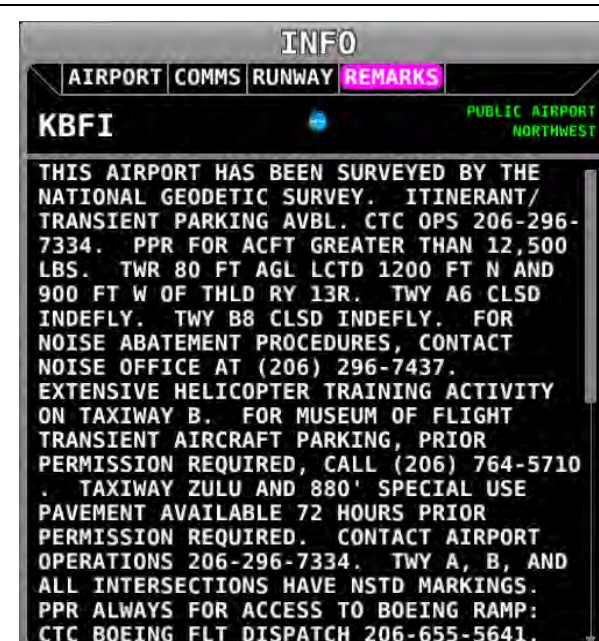 INFO
AIRPORT COMMS RUNWAY REMARKS
KBFI
PUBLIC AIRPORT
NORTHWEST
THIS AIRPORT HAS BEEN SURVEYED BY THE
NATIONAL GEODETIC SURVEY. ITINERANT/
TRANSIENT PARKING AVBL. CTC OPS 206-296-
7334. PPR FOR ACFT GREATER THAN 12,500
LBS. TWR 80 FT AGL LCTD 1200 FT N AND
900 FT W OF THLD RY 13R. TWY A6 CLSD
INDEFLY. TWY B8 CLSD INDEFLY. FOR
NOISE ABATEMENT PROCEDURES, CONTACT
NOISE OFFICE AT (206) 296-7437.
EXTENSIVE HELICOPTER TRAINING ACTIVITY
ON TAXIWAY B. FOR MUSEUM OF FLIGHT
TRANSIENT AIRCRAFT PARKING, PRIOR
PERMISSION REQUIRED, CALL (206) 764-5710
. TAXIWAY ZULU AND 880' SPECIAL USE
PAVEMENT AVAILABLE 72 HOURS PRIOR
PERMISSION REQUIRED. CONTACT AIRPORT
OPERATIONS 206-296-7334. TWY A, B, AND
ALL INTERSECTIONS HAVE NSTD MARKINGS.
PPR ALWAYS FOR ACCESS TO BOEING RAMP:
CTC BOEING FLT DISPATCH 206-655-5641.